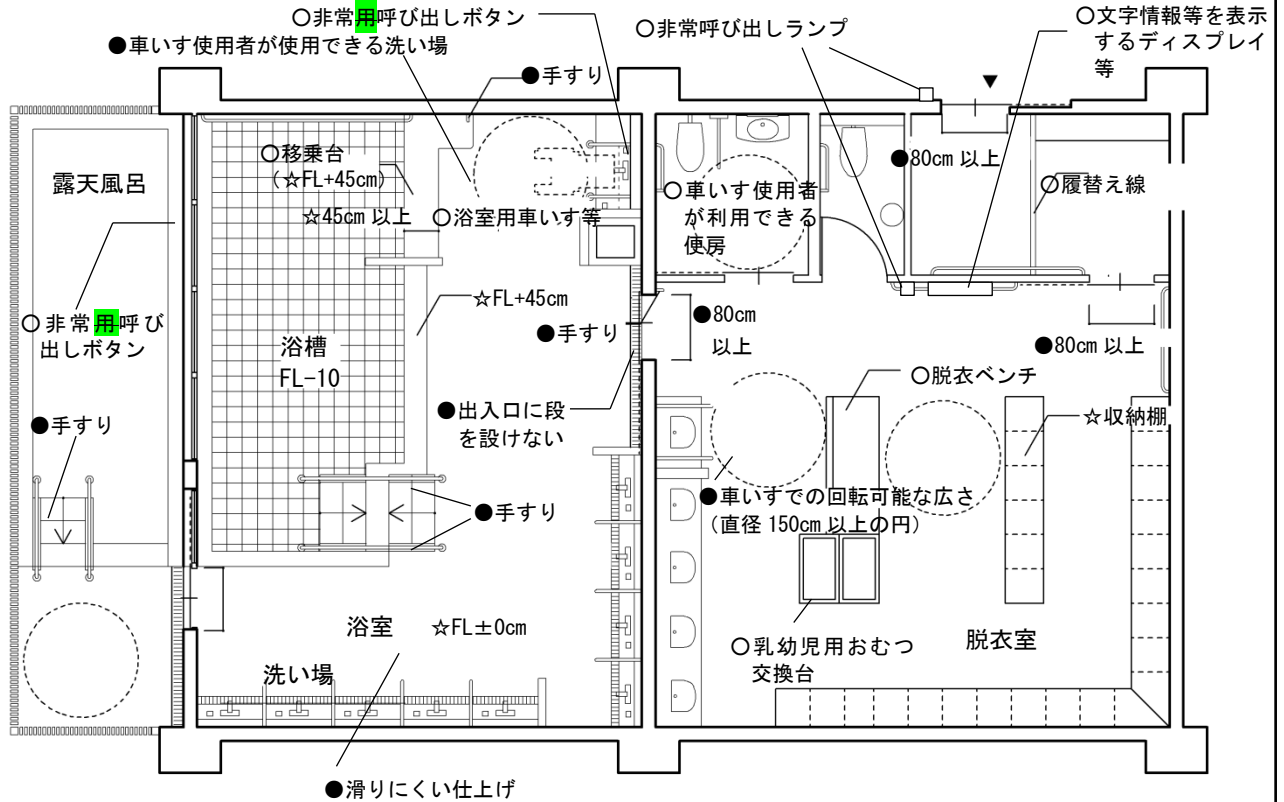 ○非常用呼び出しボタン
●車いす使用者が使用できる洗い場
○非常呼び出しランプ
○文字情報等を表示
するディスプレイ
等
●手すり
○移乗台
（☆FL+45cm）
☆45cm 以上
○浴室用車いす等
○車いす使用者
が利用できる
便房
●80cm 以上
○履替え線
露天風呂
○非常用呼び
出しボタン
☆FL+45cm
●手すり
●80cm
以上
●80cm 以上
浴槽
FL-10
●出入口に段
を設けない
○脱衣ベンチ
☆収納棚
●手すり
●手すり
●車いすでの回転可能な広さ
（直径 150cm 以上の円）
浴室
☆FL±0cm
洗い場
○乳幼児用おむつ
交換台
脱衣室
●滑りにくい仕上げ